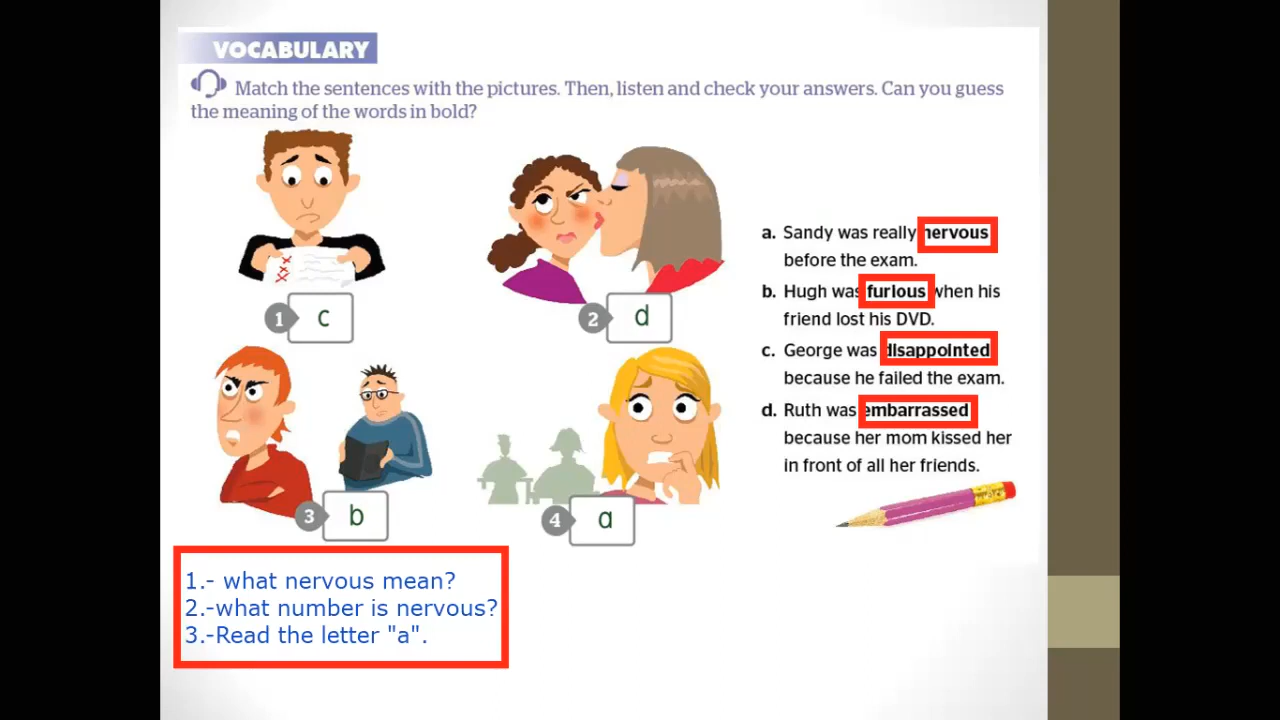 VOCABULARY
Match the sentences with the pictures. Then, listen and check your answers. Can you guess
the meaning of the words in bold?
1 c
2 d
3 b
4 a
a. Sandy was really nervous
before the exam.
b. Hugh was furious when his
friend lost his DVD.
c. George was disappointed
because he failed the exam.
d. Ruth was embarrassed
because her mom kissed her
in front of all her friends.
1.- what nervous mean?
2.-what number is nervous?
3.-Read the letter "a".